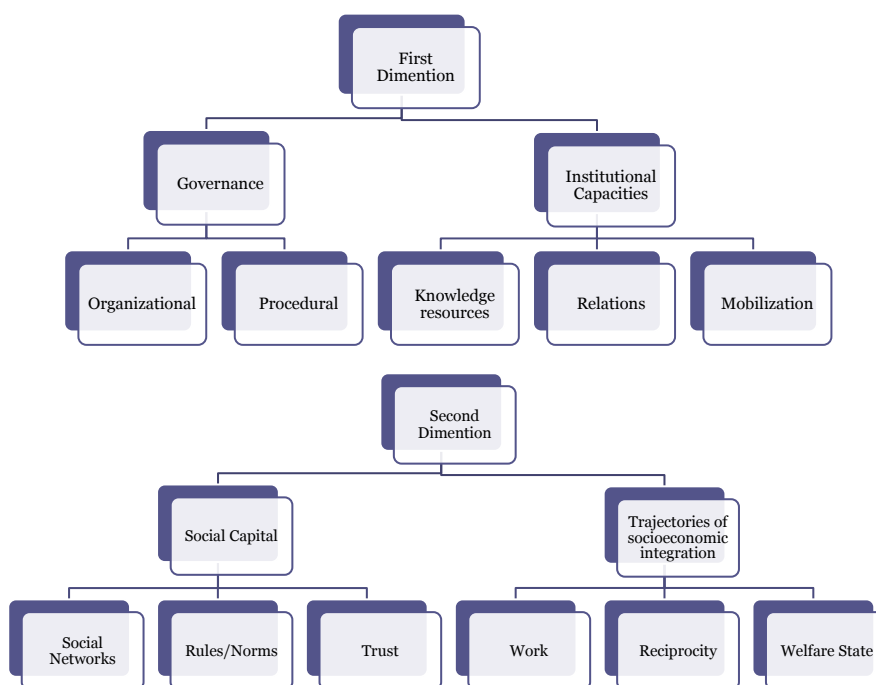 First
Dimention
Governance
Institutional
Capacities
Organizational
Procedural
Knowledge
resources
Relations
Mobilization
Second
Dimention
Social Capital
Trajectories of
socioeconomic
integration
Social
Networks
Rules/Norms
Trust
Work
Reciprocity
Welfare State